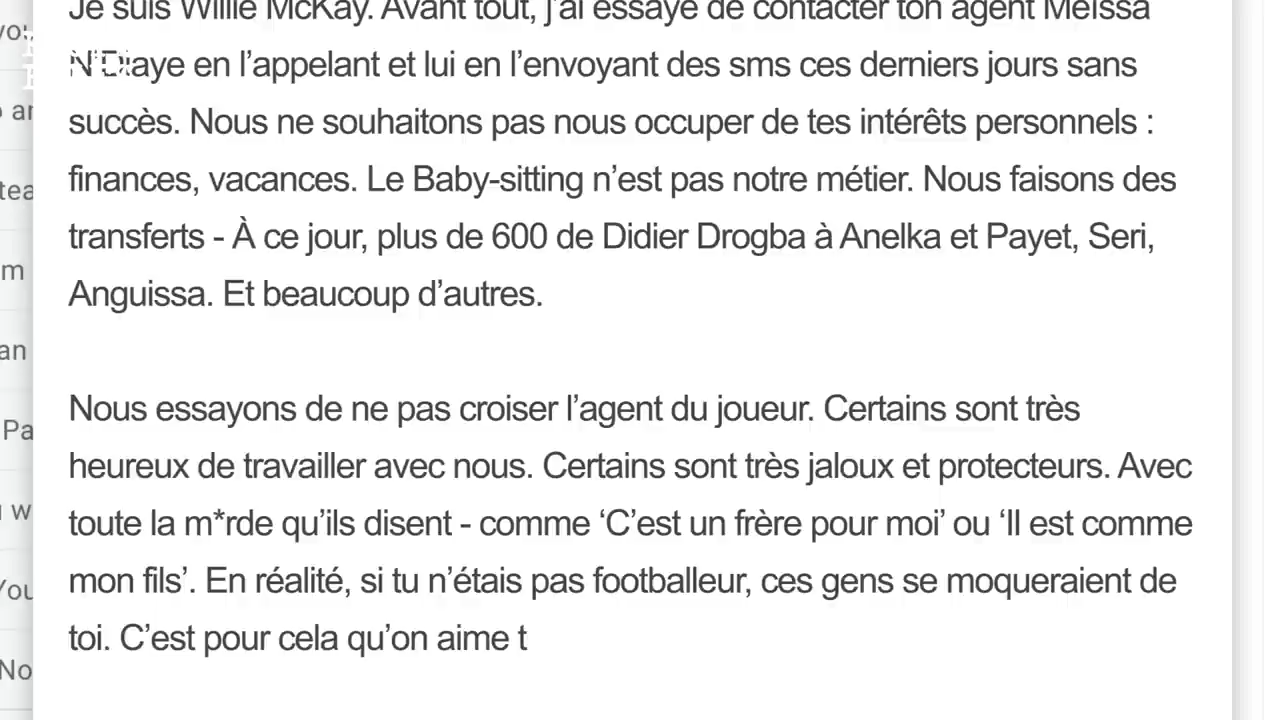 Je suis Willie McKay. Avant tout, j’ai essayé de contacter ton agent Meïssa
N’Diaye en l’appelant et lui en l’envoyant des sms ces derniers jours sans
succès. Nous ne souhaitons pas nous occuper de tes intérêts personnels :
finances, vacances. Le Baby-sitting n’est pas notre métier. Nous faisons des
transferts - À ce jour, plus de 600 de Didier Drogba à Anelka et Payet, Seri,
Anguissa. Et beaucoup d’autres.
Nous essayons de ne pas croiser l’agent du joueur. Certains sont très
heureux de travailler avec nous. Certains sont très jaloux et protecteurs. Avec
toute la m*rde qu’ils disent - comme ‘C’est un frère pour moi’ ou ‘Il est comme
mon fils’. En réalité, si tu n’étais pas footballeur, ces gens se moqueraient de
toi. C’est pour cela qu’on aime t